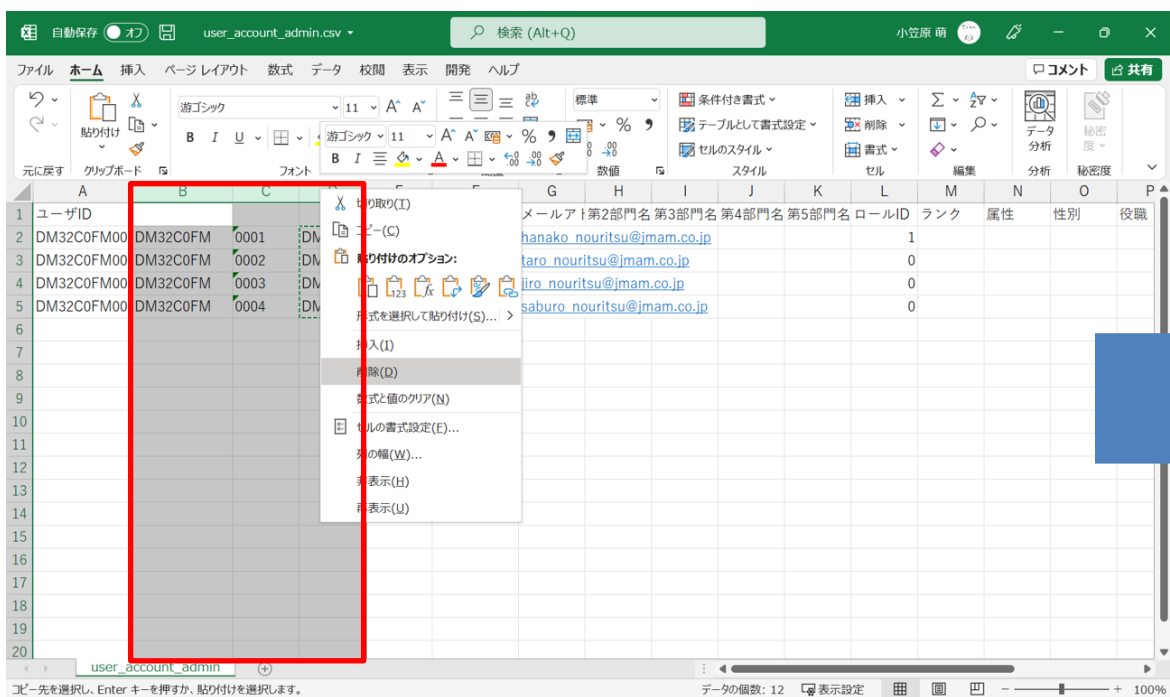 自動保存 オフ user_account_admin.csv 検索 (Alt+Q) 小笠原 萌
ファイル ホーム 挿入 ページ レイアウト 数式 データ 校閲 表示 開発 ヘルプ コメント 共有
游ゴシック 11 A^ A˅ ab 標準 条件付き書式 挿入 Σ
貼り付け B I U % 9 テーブルとして書式設定 削除 データ 分析 秘密度
セルのスタイル 書式
元に戻す クリップボード フォント 数値 スタイル セル 編集 分析 秘密度
游ゴシック 11 A^ A˅ % 9
B I A
A B C G H I J K L M N O P
1 ユーザID メールア 第2部門名 第3部門名 第4部門名 第5部門名 ロールID ランク 属性 性別 役職
2 DM32C0FM00 DM32C0FM 0001 DM hanako_nouritsu@jmam.co.jp 1
3 DM32C0FM00 DM32C0FM 0002 DM taro_nouritsu@jmam.co.jp 0
4 DM32C0FM00 DM32C0FM 0003 DM jiro_nouritsu@jmam.co.jp 0
5 DM32C0FM00 DM32C0FM 0004 DM saburo_nouritsu@jmam.co.jp 0
6
7
8
9
10
11
12
13
14
15
16
17
18
19
20
切り取り(T)
コピー(C)
貼り付けのオプション:
123 fx
形式を選択して貼り付け(S)...
挿入(I)
削除(D)
数式と値のクリア(N)
セルの書式設定(F)...
列の幅(W)...
非表示(H)
再表示(U)
user_account_admin
コピー先を選択し、Enter キーを押すか、貼り付けを選択します。 データの個数: 12 表示設定 100%